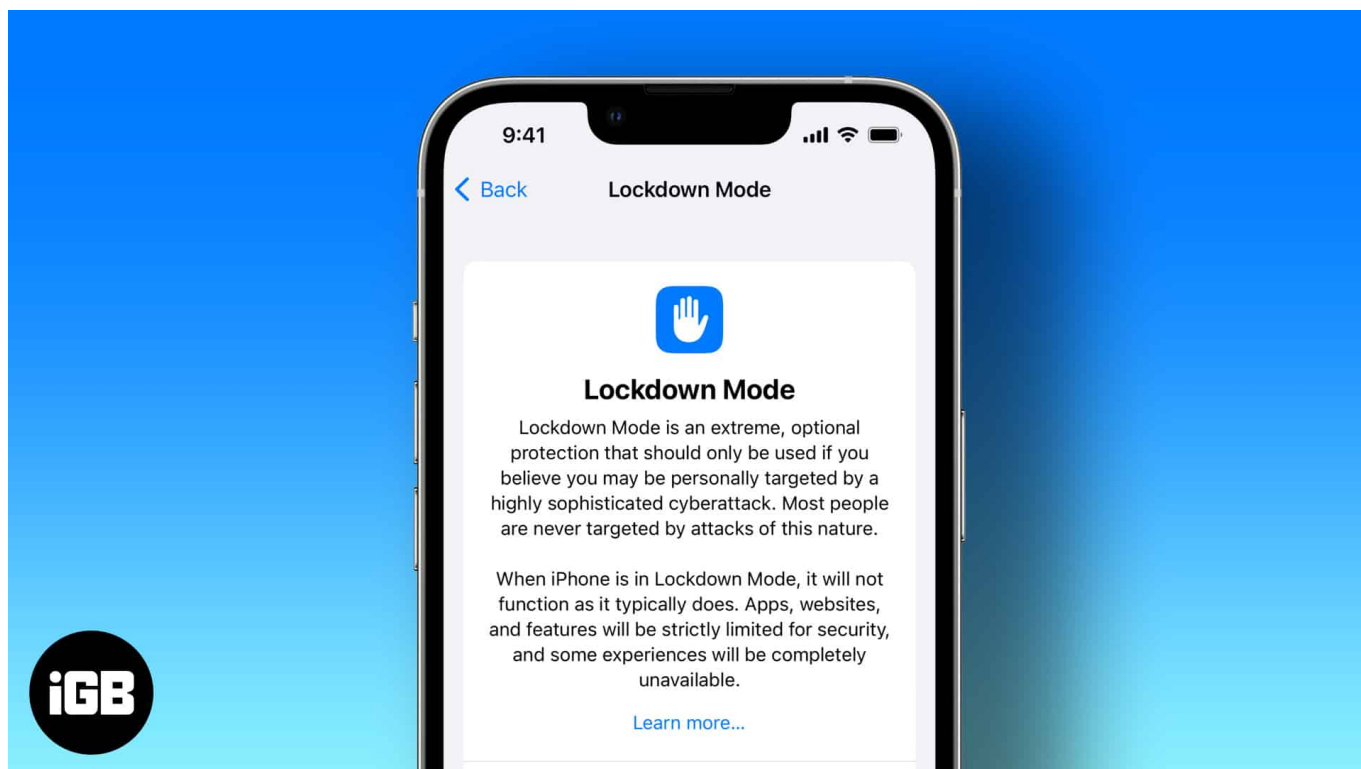 9:41
Back
Lockdown Mode
Lockdown Mode
Lockdown Mode is an extreme, optional
protection that should only be used if you
believe you may be personally targeted by a
highly sophisticated cyberattack. Most people
are never targeted by attacks of this nature.
When iPhone is in Lockdown Mode, it will not
function as it typically does. Apps, websites,
and features will be strictly limited for security,
and some experiences will be completely
unavailable.
Learn more...
iGB